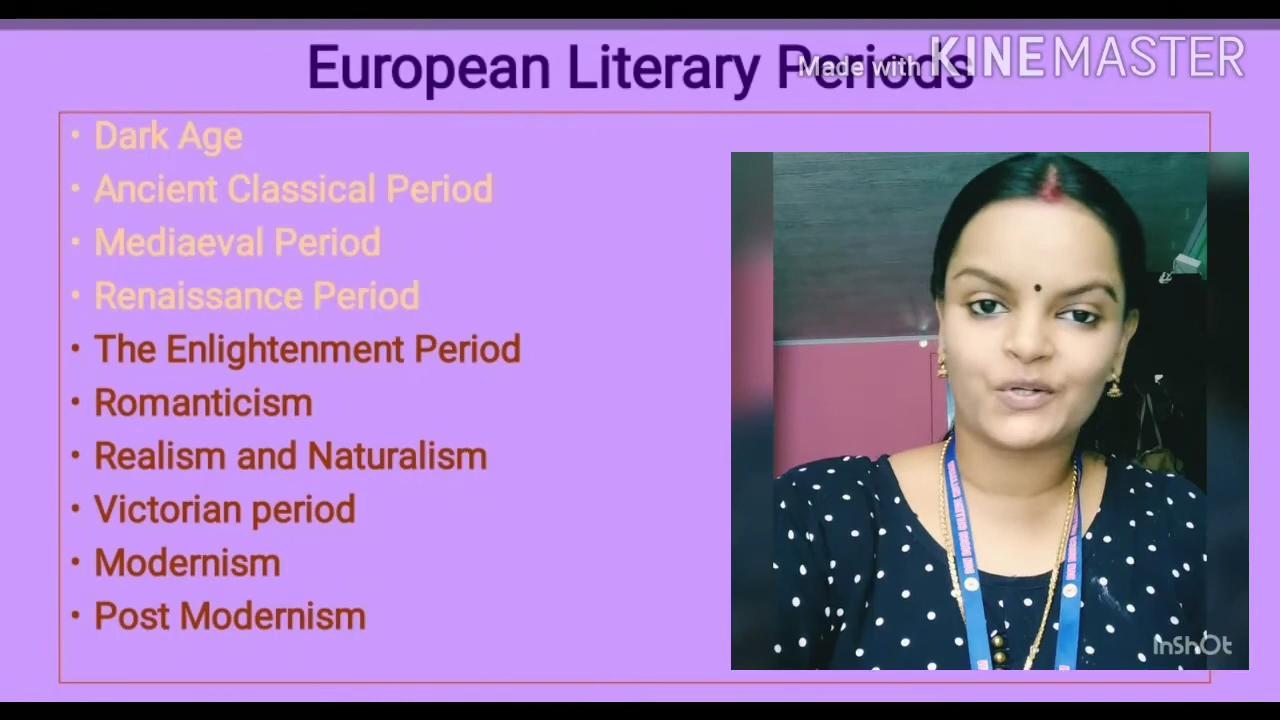 European Literary Periods
Made with KINEMASTER
• Dark Age
• Ancient Classical Period
• Mediaeval Period
• Renaissance Period
• The Enlightenment Period
• Romanticism
• Realism and Naturalism
• Victorian period
• Modernism
• Post Modernism
InShOt